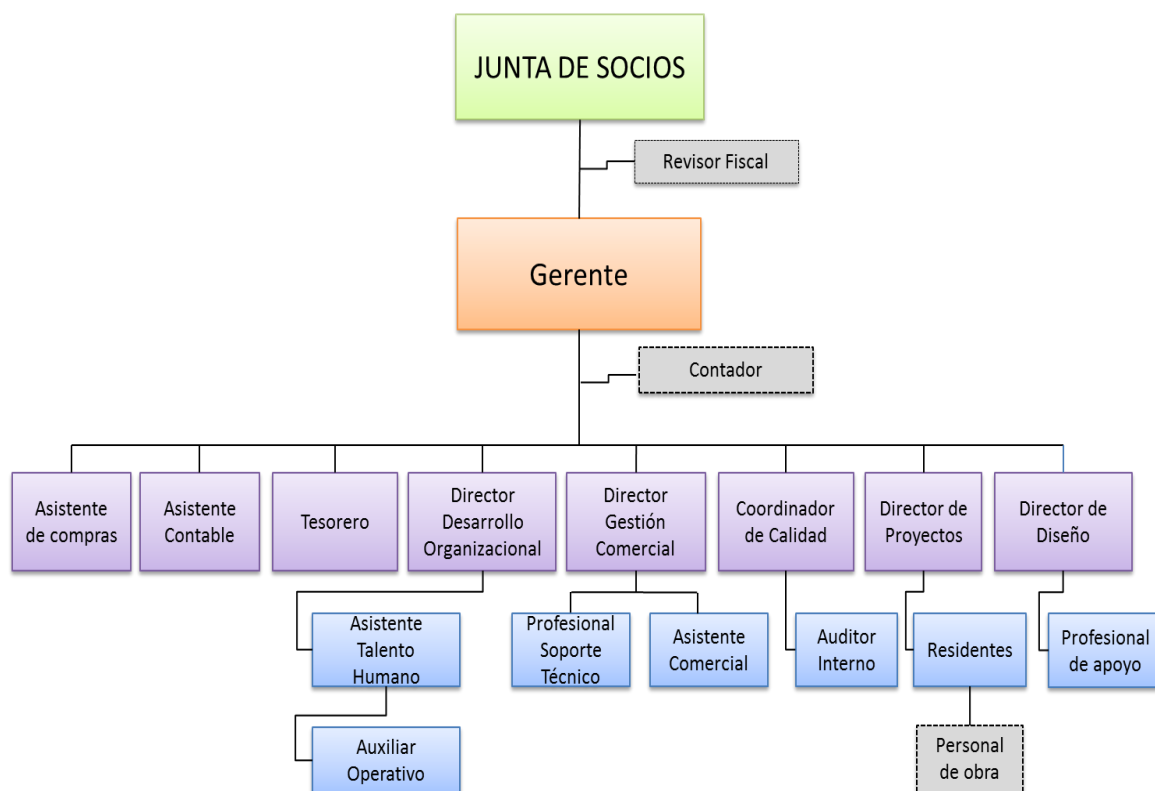 JUNTA DE SOCIOS
Revisor Fiscal
Gerente
Contador
Asistente
de compras
Asistente
Contable
Tesorero
Director
Desarrollo
Organizacional
Director
Gestión
Comercial
Coordinador
de Calidad
Director de
Proyectos
Director de
Diseño
Asistente
Talento
Humano
Profesional
Soporte
Técnico
Asistente
Comercial
Auditor
Interno
Residentes
Profesional
de apoyo
Auxiliar
Operativo
Personal
de obra